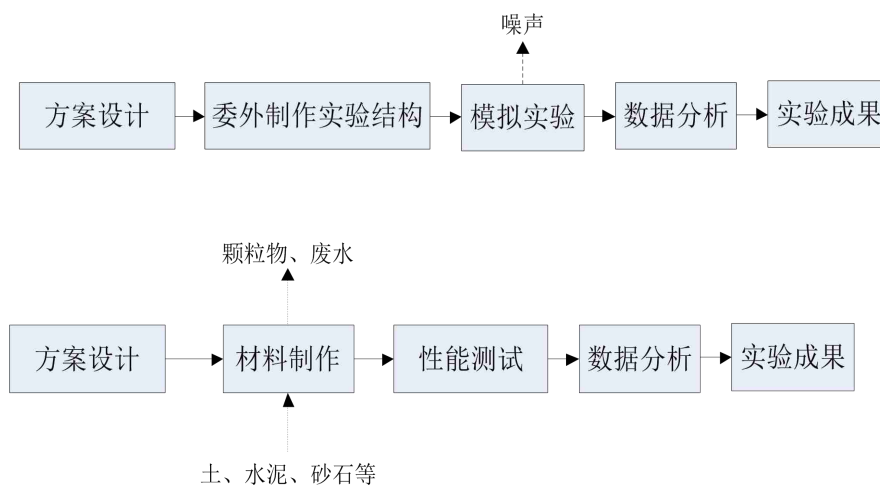 噪声
方案设计
委外制作实验结构
模拟实验
数据分析
实验成果
颗粒物、废水
方案设计
材料制作
性能测试
数据分析
实验成果
土、水泥、砂石等